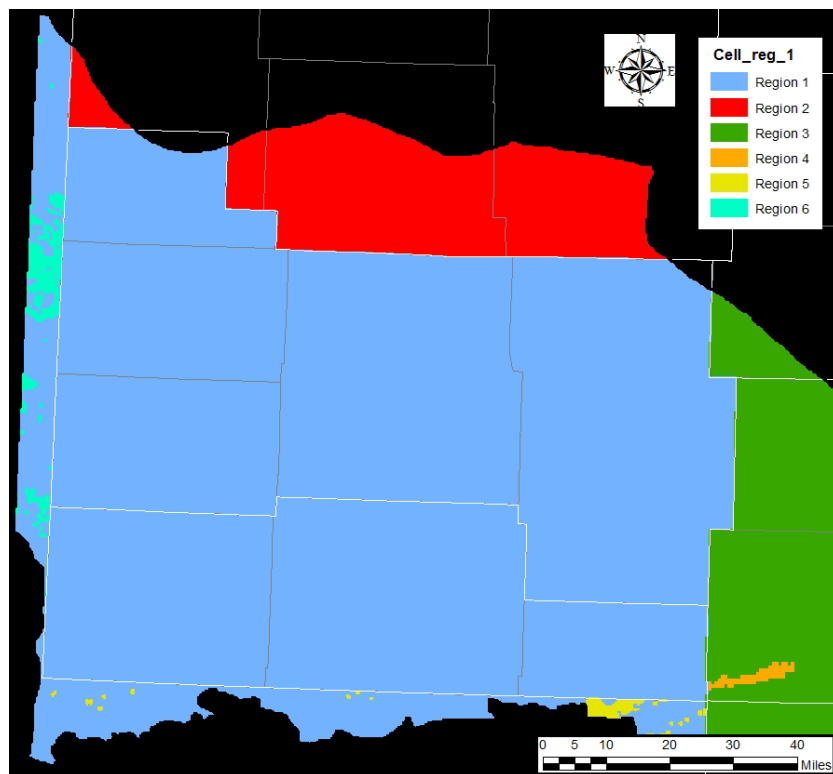 N
W E
S
Cell_reg_1
Region 1
Region 2
Region 3
Region 4
Region 5
Region 6
0 5 10 20 30 40
Miles